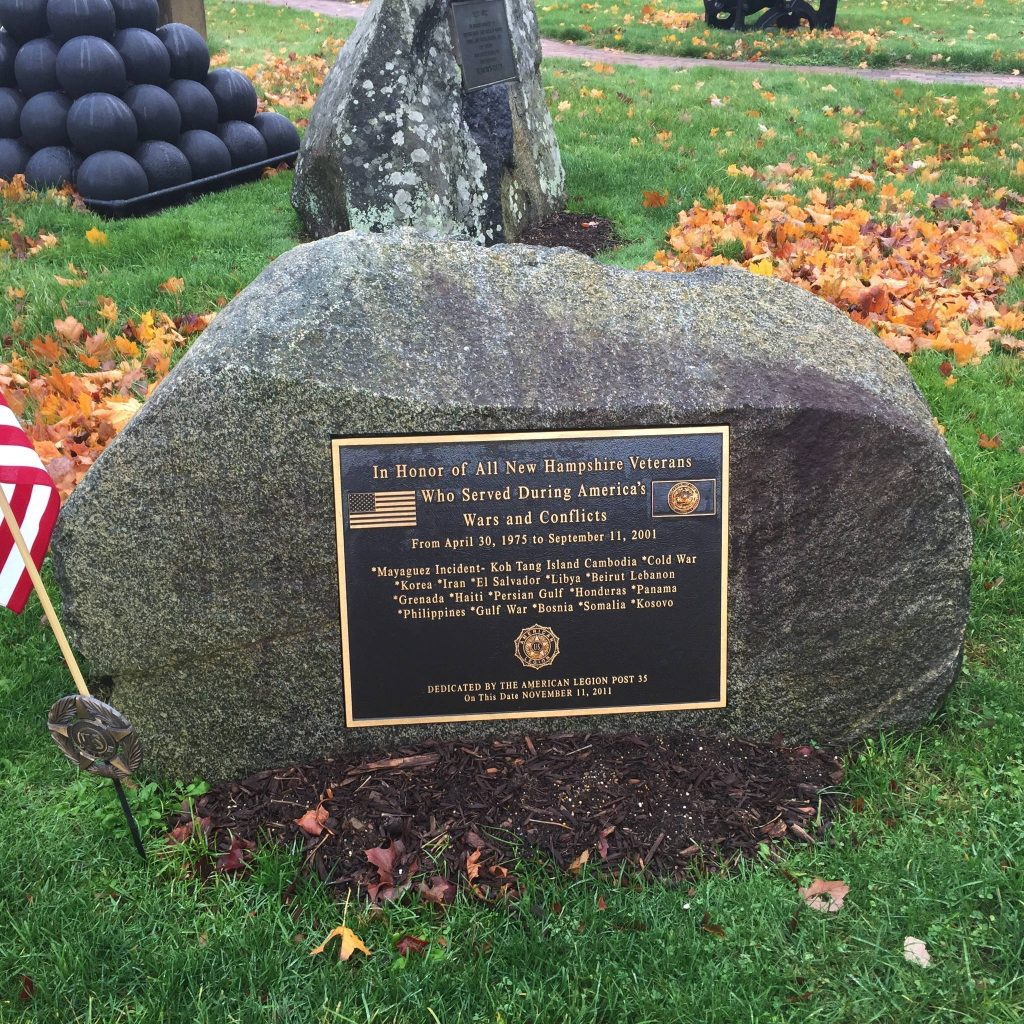 In Honor of All New Hampshire Veterans
Who Served During America's
Wars and Conflicts
From April 30, 1975 to September 11, 2001
*Mayaguez Incident- Koh Tang Island Cambodia *Cold War
*Korea *Iran *El Salvador *Libya *Beirut Lebanon
*Grenada *Haiti *Persian Gulf *Honduras *Panama
*Philippines *Gulf War *Bosnia *Somalia *Kosovo
AMERICAN
LEGION
DEDICATED BY THE AMERICAN LEGION POST 35
On This Date NOVEMBER 11, 2011